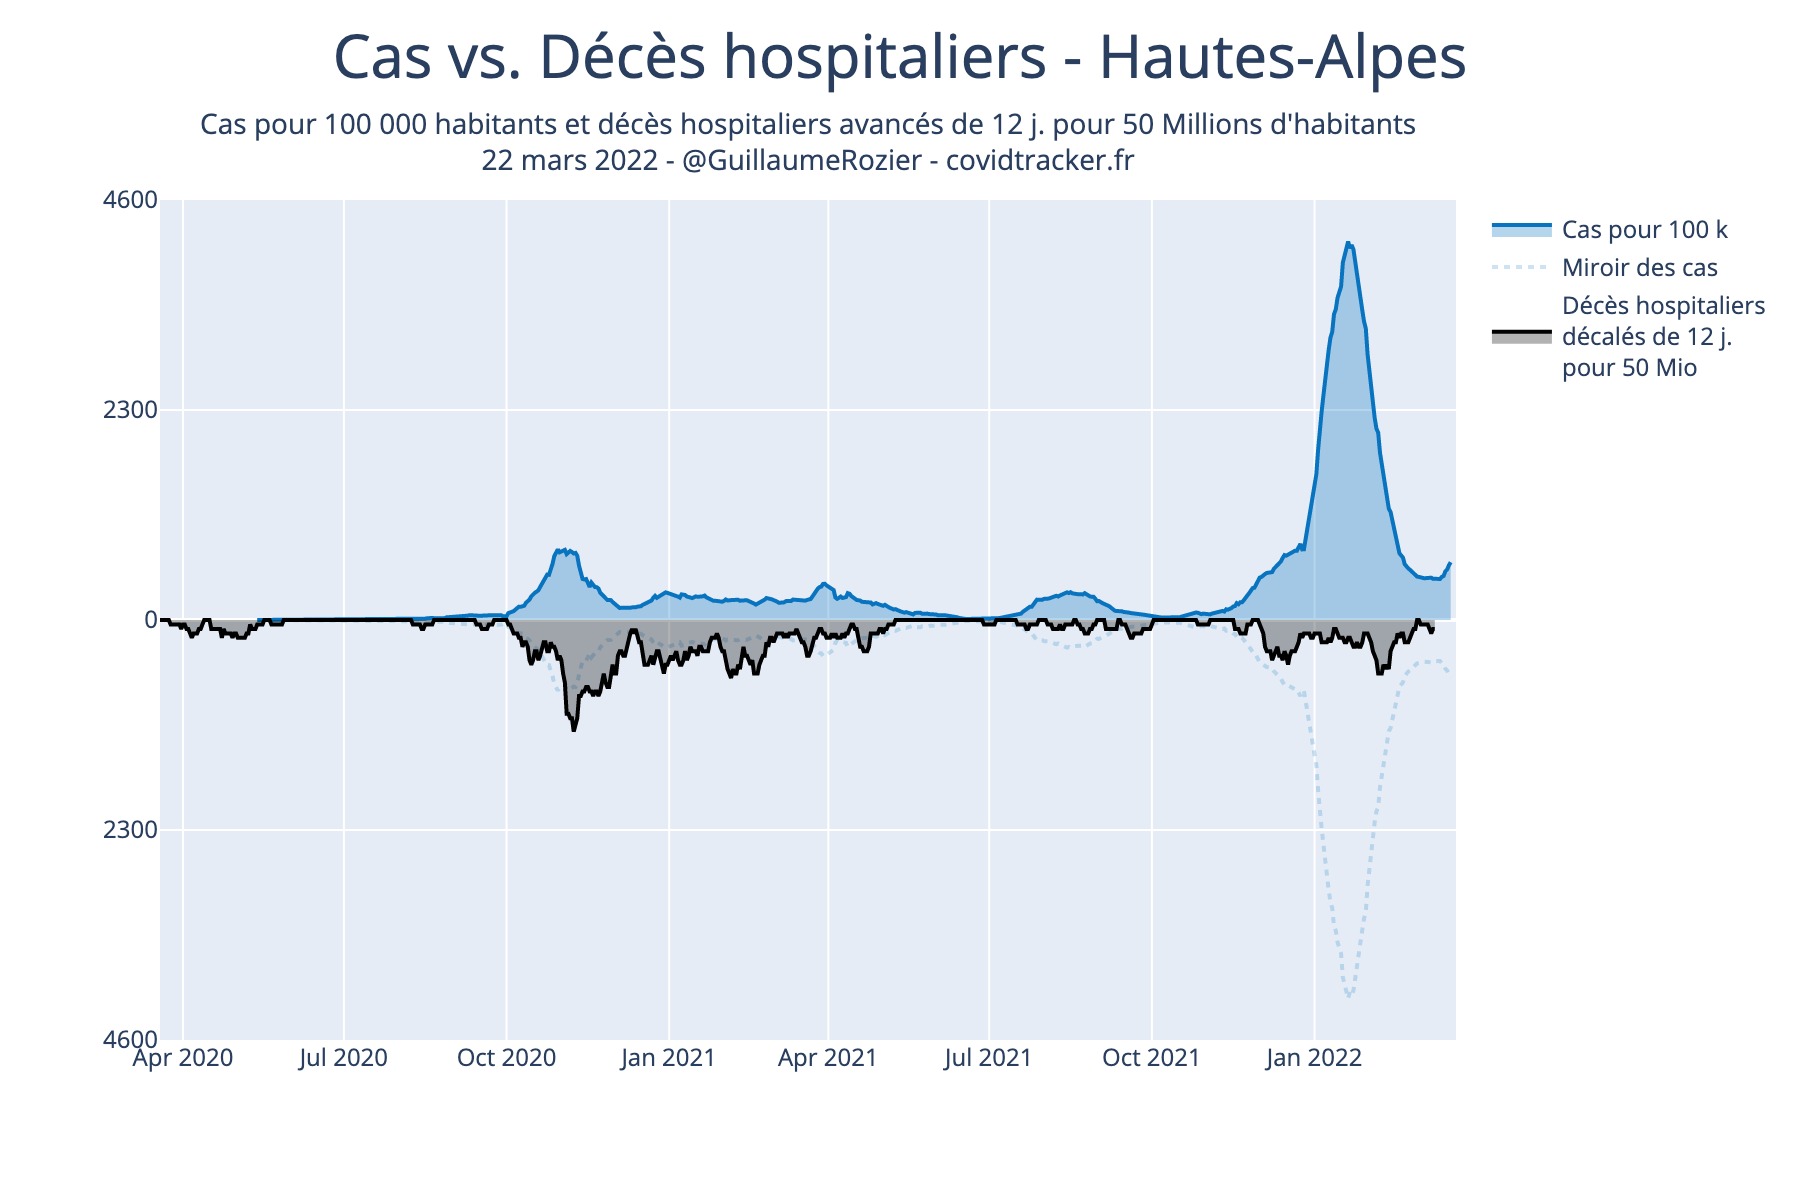 Cas vs. Décès hospitaliers - Hautes-Alpes
Cas pour 100 000 habitants et décès hospitaliers avancés de 12 j. pour 50 Millions d'habitants
22 mars 2022 - @GuillaumeRozier - covidtracker.fr
4600
2300
0
2300
4600
Apr 2020
Jul 2020
Oct 2020
Jan 2021
Apr 2021
Jul 2021
Oct 2021
Jan 2022
Cas pour 100 k
Miroir des cas
Décès hospitaliers
décalés de 12 j.
pour 50 Mio